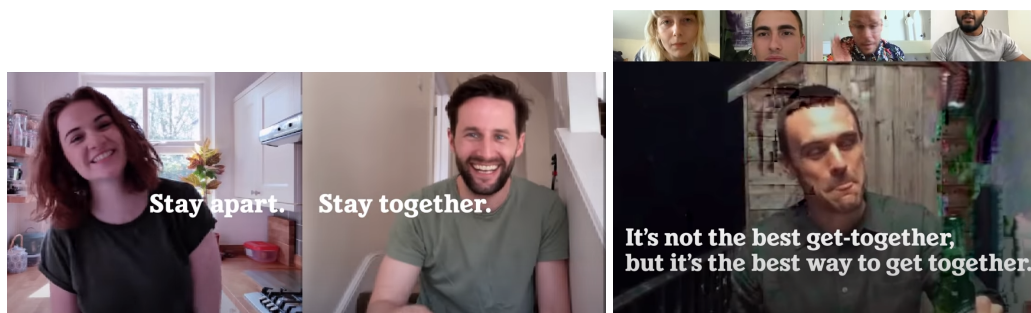 Stay apart.
Stay together.
It's not the best get-together,
but it's the best way to get together.